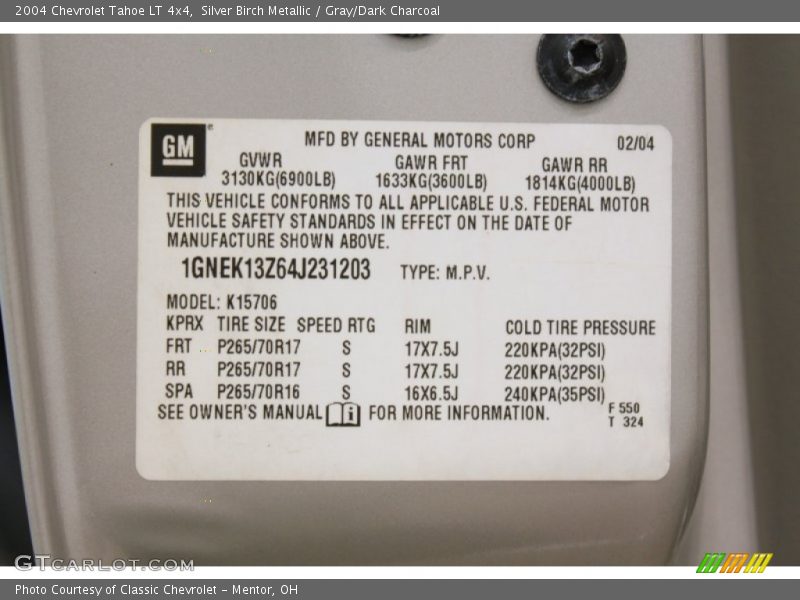 2004 Chevrolet Tahoe LT 4x4, Silver Birch Metallic / Gray/Dark Charcoal
GM® MFD BY GENERAL MOTORS CORP 02/04
GVWR GAWR FRT GAWR RR
3130KG(6900LB) 1633KG(3600LB) 1814KG(4000LB)
THIS VEHICLE CONFORMS TO ALL APPLICABLE U.S. FEDERAL MOTOR
VEHICLE SAFETY STANDARDS IN EFFECT ON THE DATE OF
MANUFACTURE SHOWN ABOVE.
1GNEK13Z64J231203 TYPE: M.P.V.
MODEL: K15706
KPRX TIRE SIZE SPEED RTG RIM COLD TIRE PRESSURE
FRT P265/70R17 S 17X7.5J 220KPA(32PSI)
RR P265/70R17 S 17X7.5J 220KPA(32PSI)
SPA P265/70R16 S 16X6.5J 240KPA(35PSI)
SEE OWNER'S MANUAL i FOR MORE INFORMATION.
F 550
T 324
GTCARLOT.COM
Photo Courtesy of Classic Chevrolet - Mentor, OH